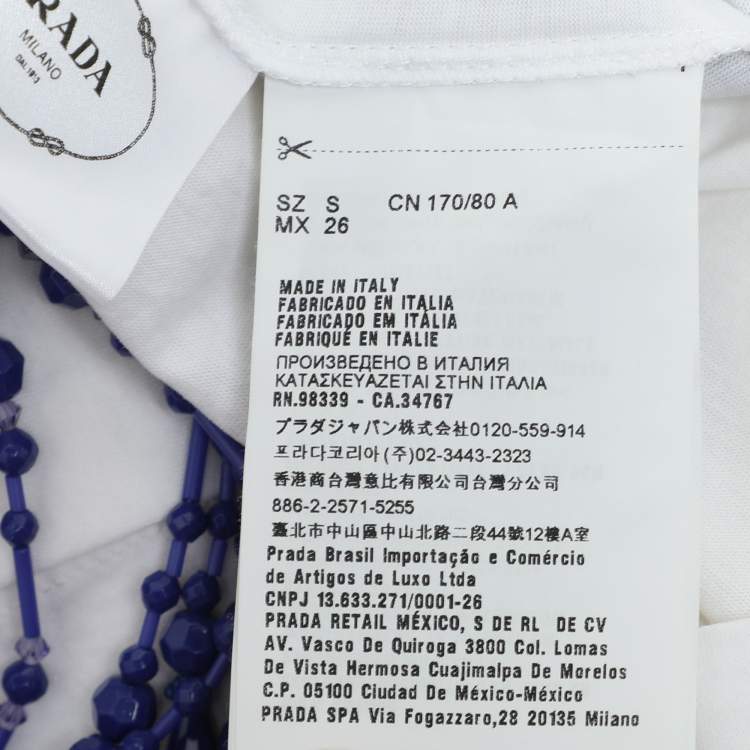 PRADA
MILANO
DAL 1913
SZ S CN 170/80 A
MX 26
MADE IN ITALY
FABRICADO EN ITALIA
FABRICADO EM ITÁLIA
FABRIQUÉ EN ITALIE
ПРОИЗВЕДЕНО В ИТАЛИЯ
ΚΑΤΑΣΚΕΥΑΖΕΤΑΙ ΣΤΗΝ ΙΤΑΛΙΑ
RN.98339 - CA.34767
プラダジャパン株式会社0120-559-914
프라다코리아(주)02-3443-2323
香港商台灣意比有限公司台灣分公司
886-2-2571-5255
臺北市中山區中山北路二段44號12樓A室
Prada Brasil Importação e Comércio
de Artigos de Luxo Ltda
CNPJ 13.633.271/0001-26
PRADA RETAIL MÉXICO, S DE RL DE CV
AV. Vasco De Quiroga 3800 Col. Lomas
De Vista Hermosa Cuajimalpa De Morelos
C.P. 05100 Ciudad De México-México
PRADA SPA Via Fogazzaro,28 20135 Milano